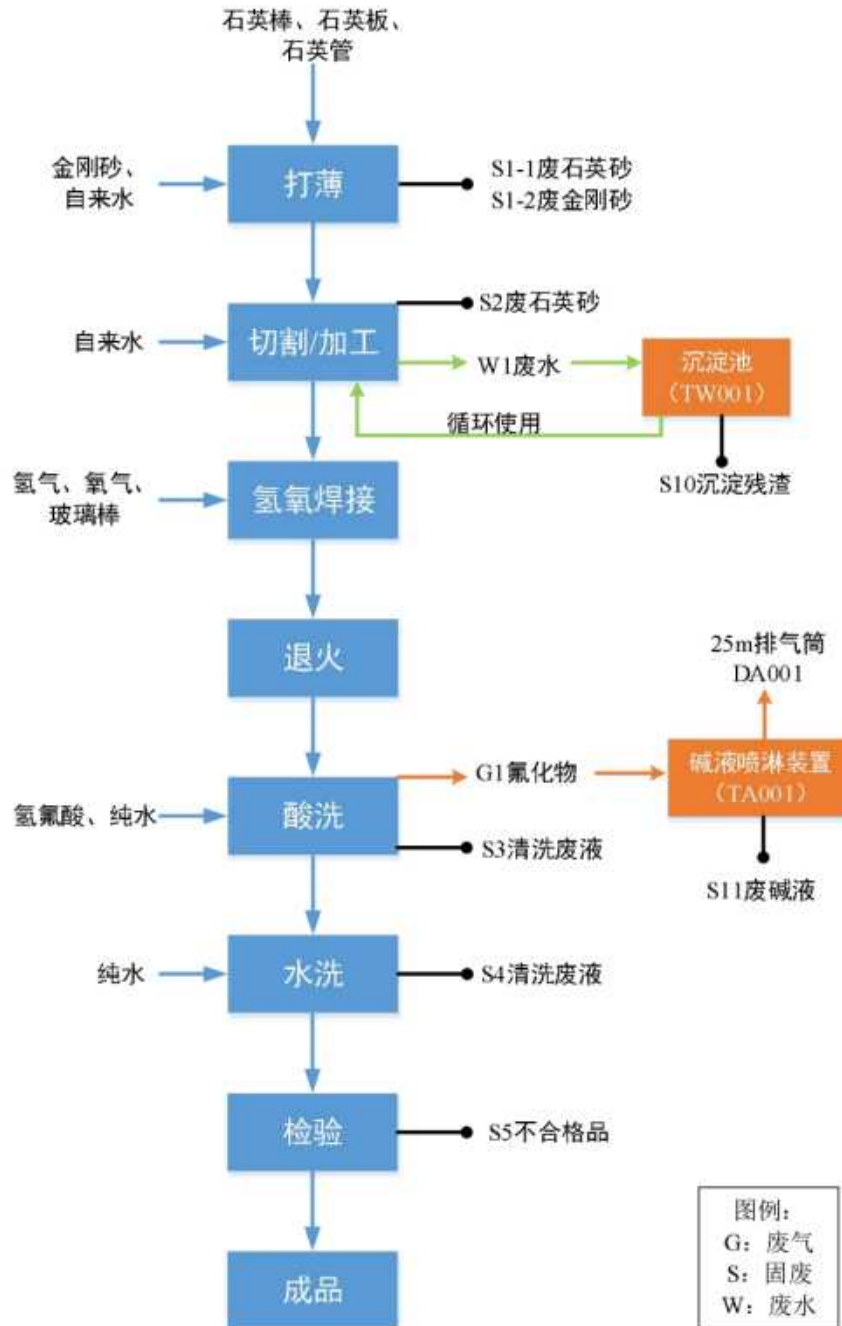 石英棒、石英板、
石英管
金刚砂、
自来水
打薄
S1-1废石英砂
S1-2废金刚砂
S2废石英砂
自来水
切割/加工
W1废水
沉淀池
（TW001）
循环使用
S10沉淀残渣
氢气、氧气、
玻璃棒
氢氧焊接
退火
25m排气筒
DA001
G1氟化物
碱液喷淋装置
（TA001）
氢氟酸、纯水
酸洗
S3清洗废液
S11废碱液
纯水
水洗
S4清洗废液
检验
S5不合格品
成品
图例：
G：废气
S：固废
W：废水